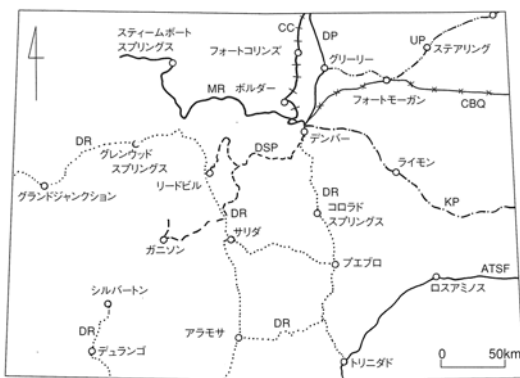 スティームボート
スプリングス
CC
DP
UP
ステアリング
フォートコリンズ
グリーリー
MR
ボルダー
フォートモーガン
CBQ
デンバー
DR
グレンウッド
スプリングス
DSP
ライモン
グランドジャンクション
リードビル
DR
コロラド
スプリングス
KP
DR
サリダ
ガニソン
プエブロ
ATSF
シルバートン
ロスアミノス
DR
アラモサ
DR
デュランゴ
トリニダド
0
50km